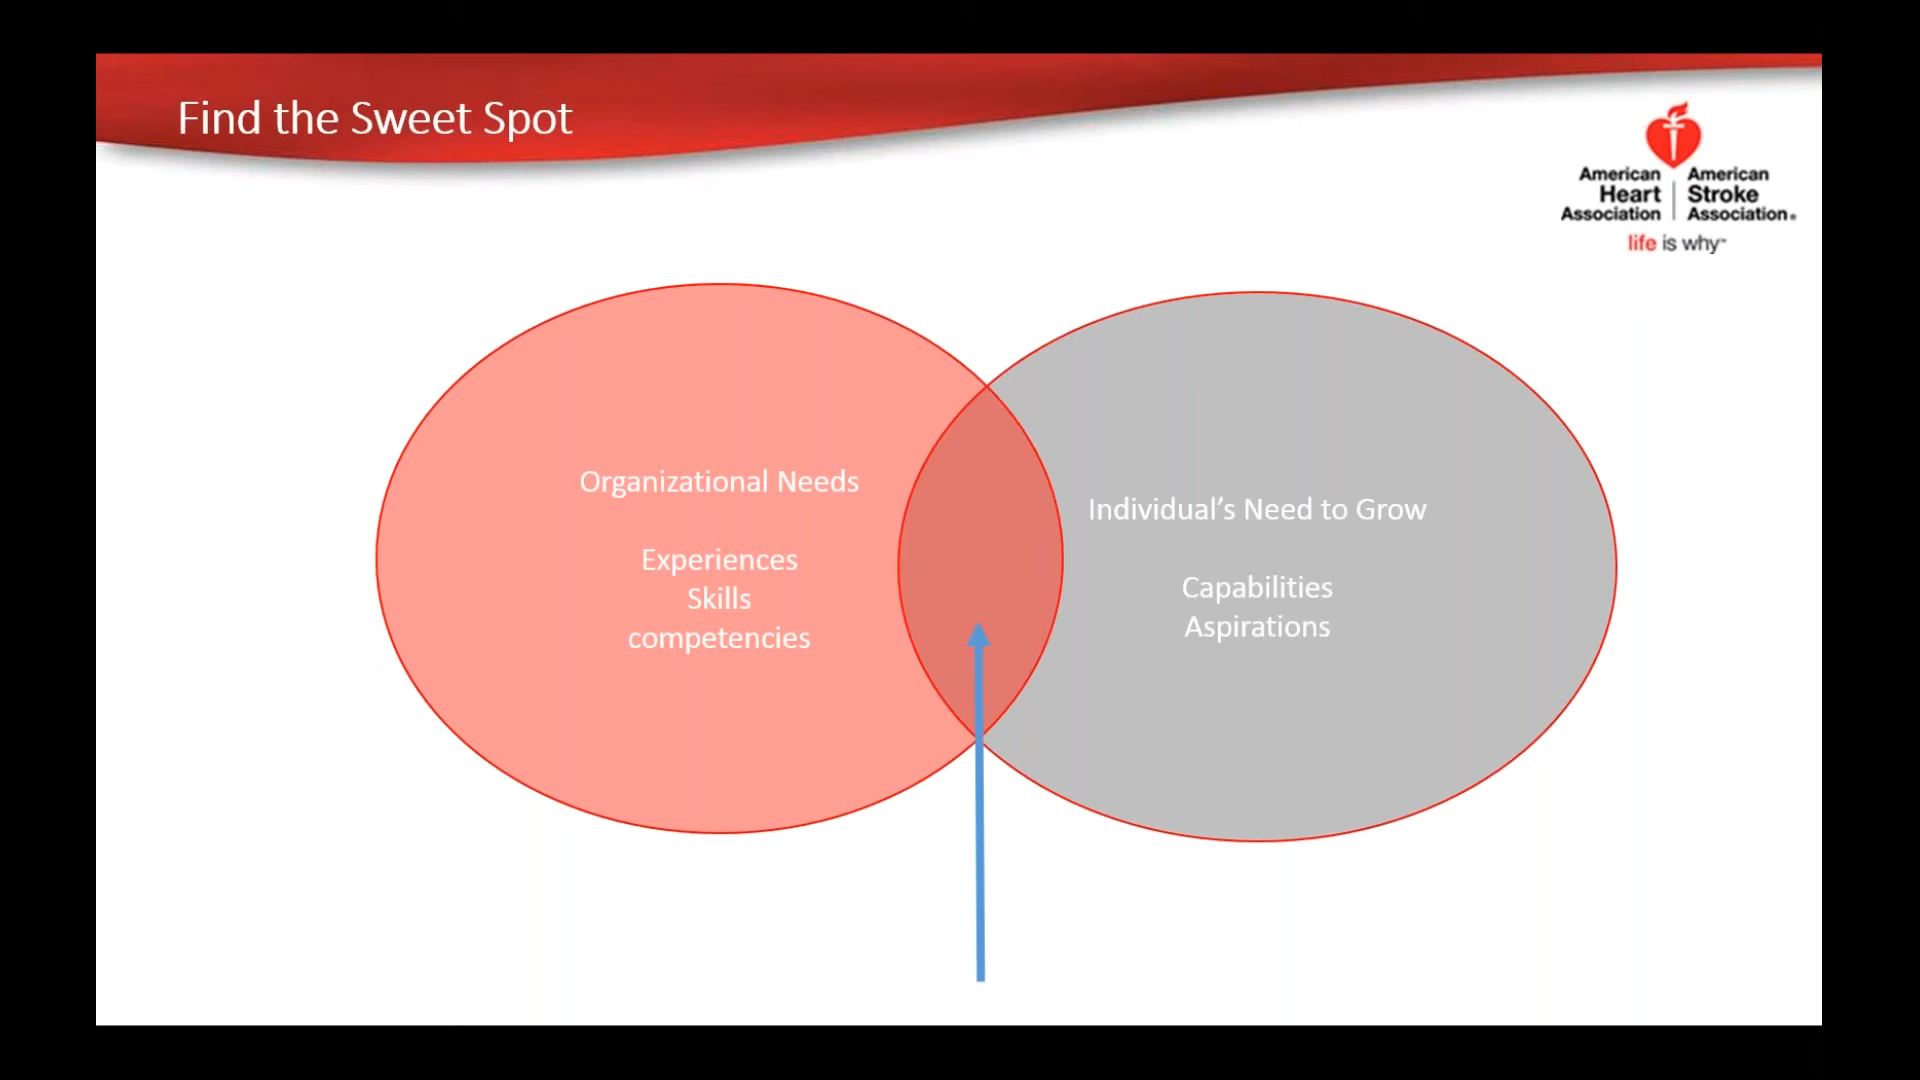 Find the Sweet Spot
American
Heart
Association
American
Stroke
Association®
life is why™
Organizational Needs
Experiences
Skills
competencies
Individual’s Need to Grow
Capabilities
Aspirations